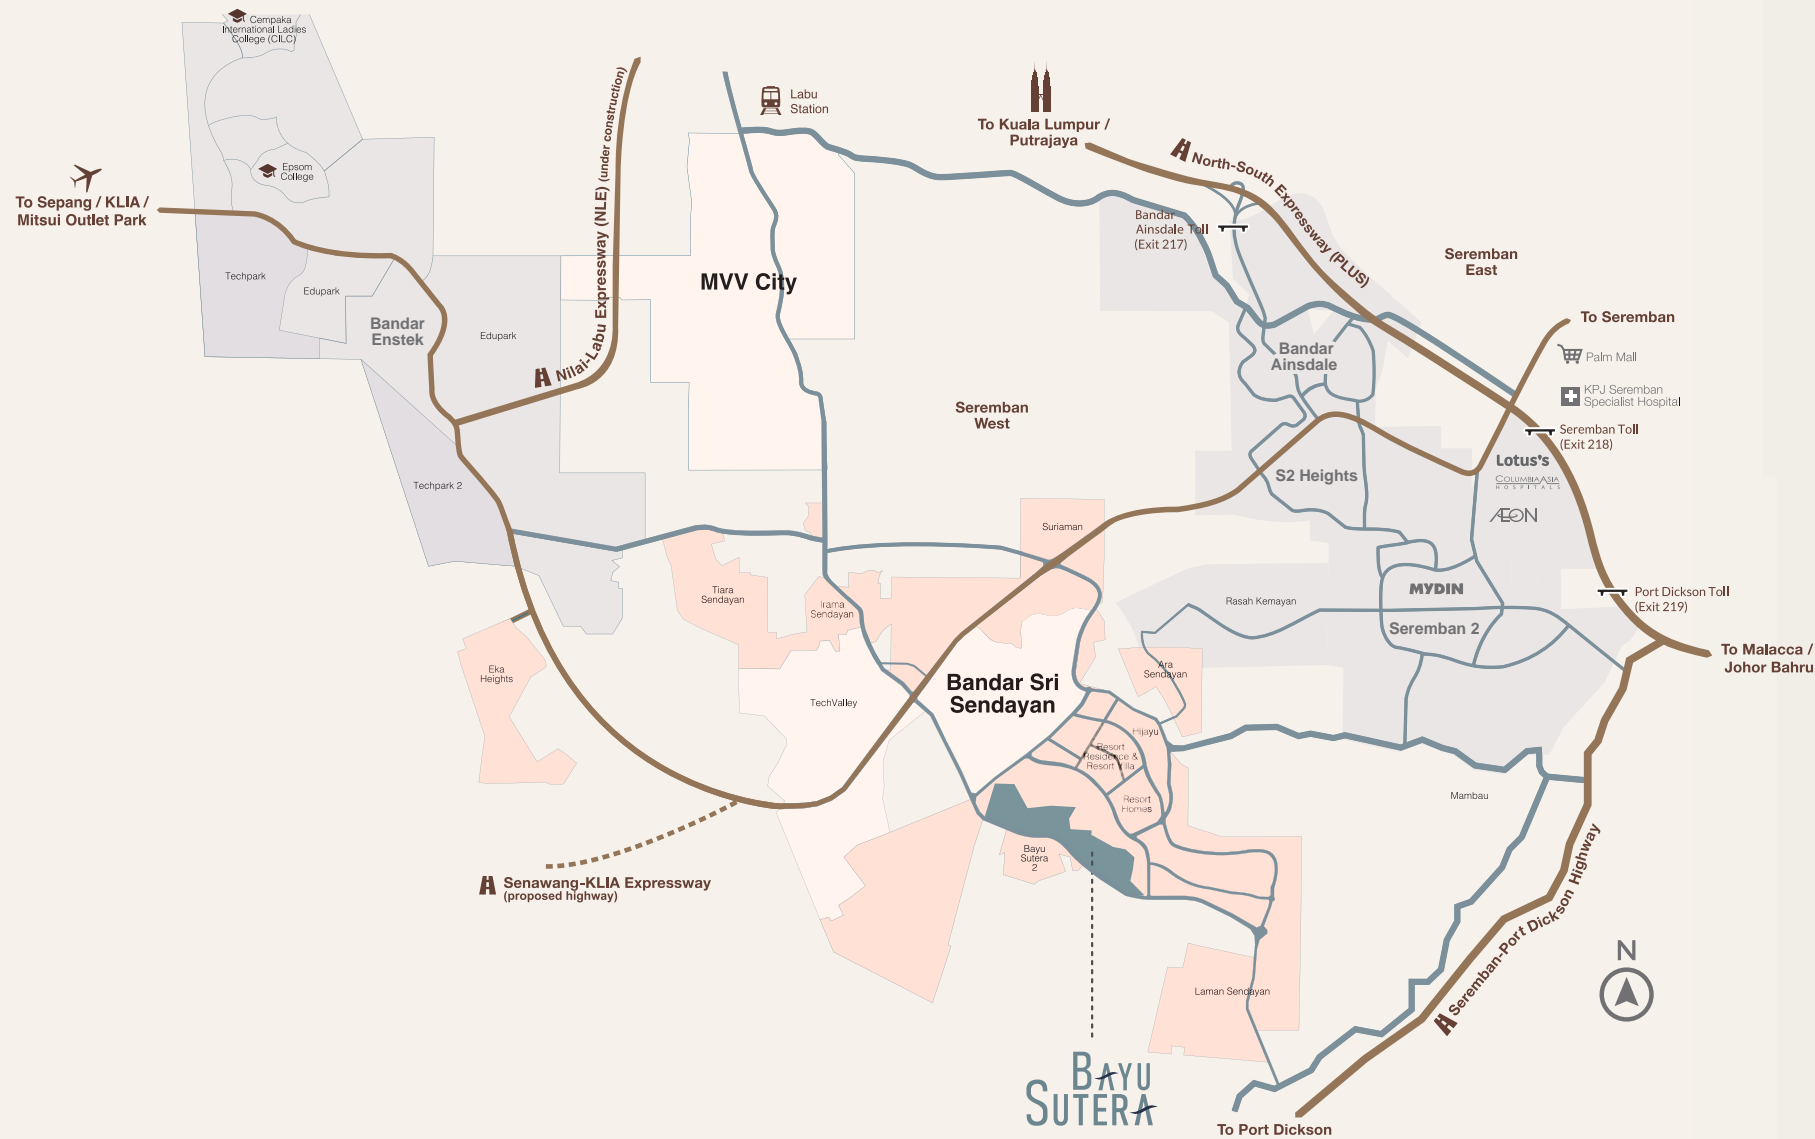 Cempaka
International Ladies
College (CILC)
Labu
Station
To Kuala Lumpur /
Putrajaya
North-South Expressway (PLUS)
Nilai-Labu Expressway (NLE) (under construction)
Epsom
College
To Sepang / KLIA /
Mitsui Outlet Park
Bandar
Ainsdale Toll
(Exit 217)
Seremban
East
Techpark
Edupark
MVV City
Bandar
Enstek
Edupark
To Seremban
Bandar
Ainsdale
Palm Mall
KPJ Seremban
Specialist Hospital
Seremban
West
Seremban Toll
(Exit 218)
Lotus's
COLUMBIA ASIA
HOSPITALS
S2 Heights
Techpark 2
ÆON
Suriaman
Tiara
Sendayan
Irama
Sendayan
MYDIN
Rasah Kemayan
Port Dickson Toll
(Exit 219)
Seremban 2
To Malacca /
Johor Bahru
Eka
Heights
Ara
Sendayan
Bandar Sri
Sendayan
TechValley
Hijayu
Resort
Residence &
Resort Villa
Resort
Homes
Mambau
Bayu
Sutera
2
Senawang-KLIA Expressway
(proposed highway)
Seremban-Port Dickson Highway
N
Laman Sendayan
BAYU
SUTERA
To Port Dickson